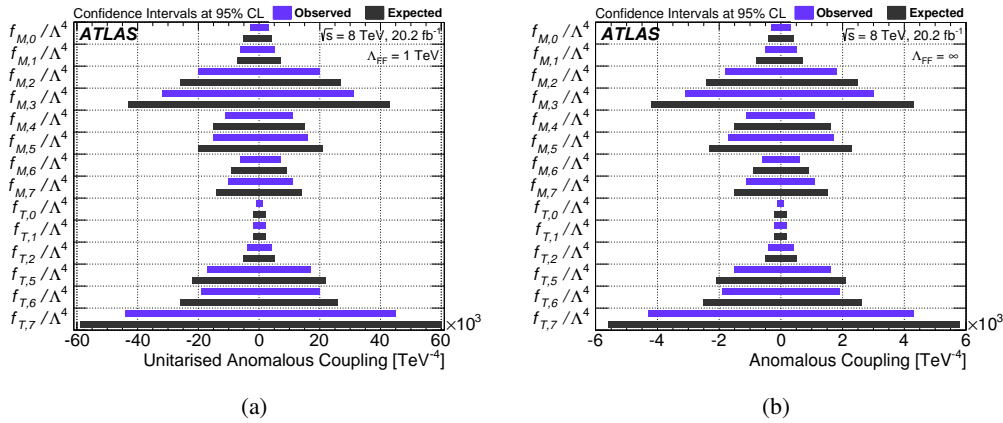 Confidence Intervals at 95% CL Observed Expected
ATLAS √s = 8 TeV, 20.2 fb⁻¹
Λ_FF = 1 TeV
f_M,0 /Λ⁴
f_M,1 /Λ⁴
f_M,2 /Λ⁴
f_M,3 /Λ⁴
f_M,4 /Λ⁴
f_M,5 /Λ⁴
f_M,6 /Λ⁴
f_M,7 /Λ⁴
f_T,0 /Λ⁴
f_T,1 /Λ⁴
f_T,2 /Λ⁴
f_T,5 /Λ⁴
f_T,6 /Λ⁴
f_T,7 /Λ⁴
×10³
-60 -40 -20 0 20 40 60
Unitarised Anomalous Coupling [TeV⁻⁴]
(a)
Confidence Intervals at 95% CL Observed Expected
ATLAS √s = 8 TeV, 20.2 fb⁻¹
Λ_FF = ∞
f_M,0 /Λ⁴
f_M,1 /Λ⁴
f_M,2 /Λ⁴
f_M,3 /Λ⁴
f_M,4 /Λ⁴
f_M,5 /Λ⁴
f_M,6 /Λ⁴
f_M,7 /Λ⁴
f_T,0 /Λ⁴
f_T,1 /Λ⁴
f_T,2 /Λ⁴
f_T,5 /Λ⁴
f_T,6 /Λ⁴
f_T,7 /Λ⁴
×10³
-6 -4 -2 0 2 4 6
Anomalous Coupling [TeV⁻⁴]
(b)